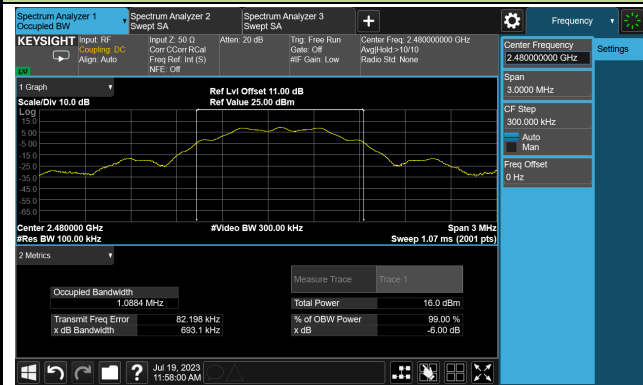 Spectrum Analyzer 1
Occupied BW
Spectrum Analyzer 2
Swept SA
Spectrum Analyzer 3
Swept SA
Frequency
KEYSIGHT
Input: RF
Coupling: DC
Align: Auto
Input Z: 50 Ω
Corr CCorr RCal
Freq Ref: Int (S)
NFE: Off
Atten: 20 dB
Trig: Free Run
Gate: Off
#IF Gain: Low
Center Freq: 2.480000000 GHz
Avg|Hold:>10/10
Radio Std: None
Center Frequency
2.480000000 GHz
Settings
Span
3.0000 MHz
CF Step
300.000 kHz
Auto
Man
Freq Offset
0 Hz
1 Graph
Scale/Div 10.0 dB
Ref Lvl Offset 11.00 dB
Ref Value 25.00 dBm
Log
15.0
5.00
-5.00
-15.0
-25.0
-35.0
-55.0
-65.0
Center 2.480000 GHz
#Res BW 100.00 kHz
#Video BW 300.00 kHz
Span 3 MHz
Sweep 1.07 ms (2001 pts)
2 Metrics
Measure Trace
Trace 1
Occupied Bandwidth
1.0884 MHz
Total Power
16.0 dBm
Transmit Freq Error
82.198 kHz
% of OBW Power
99.00 %
x dB Bandwidth
693.1 kHz
x dB
-6.00 dB
Jul 19, 2023
11:58:00 AM